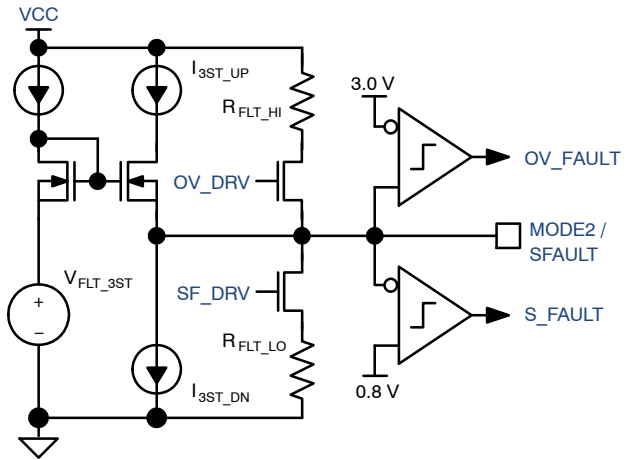 VCC
I3ST_UP
RFLT_HI
3.0 V
OV_FAULT
OV_DRV
MODE2 /
SFAULT
VFLT_3ST
+
−
SF_DRV
S_FAULT
RFLT_LO
0.8 V
I3ST_DN